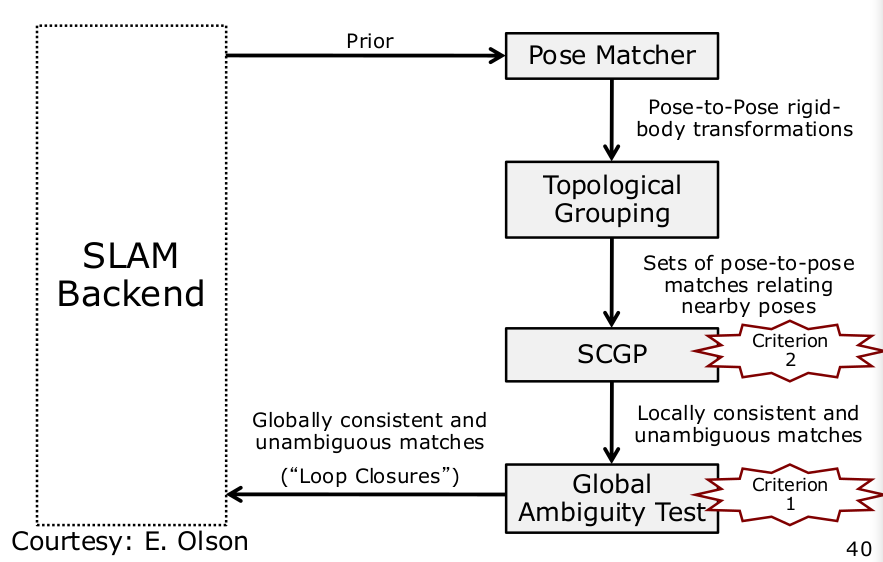 Prior
Pose Matcher
Pose-to-Pose rigid-
body transformations
Topological
Grouping
SLAM
Backend
Sets of pose-to-pose
matches relating
nearby poses
SCGP
Criterion
2
Locally consistent and
unambiguous matches
Globally consistent and
unambiguous matches
(“Loop Closures”)
Global
Ambiguity Test
Criterion
1
Courtesy: E. Olson
40